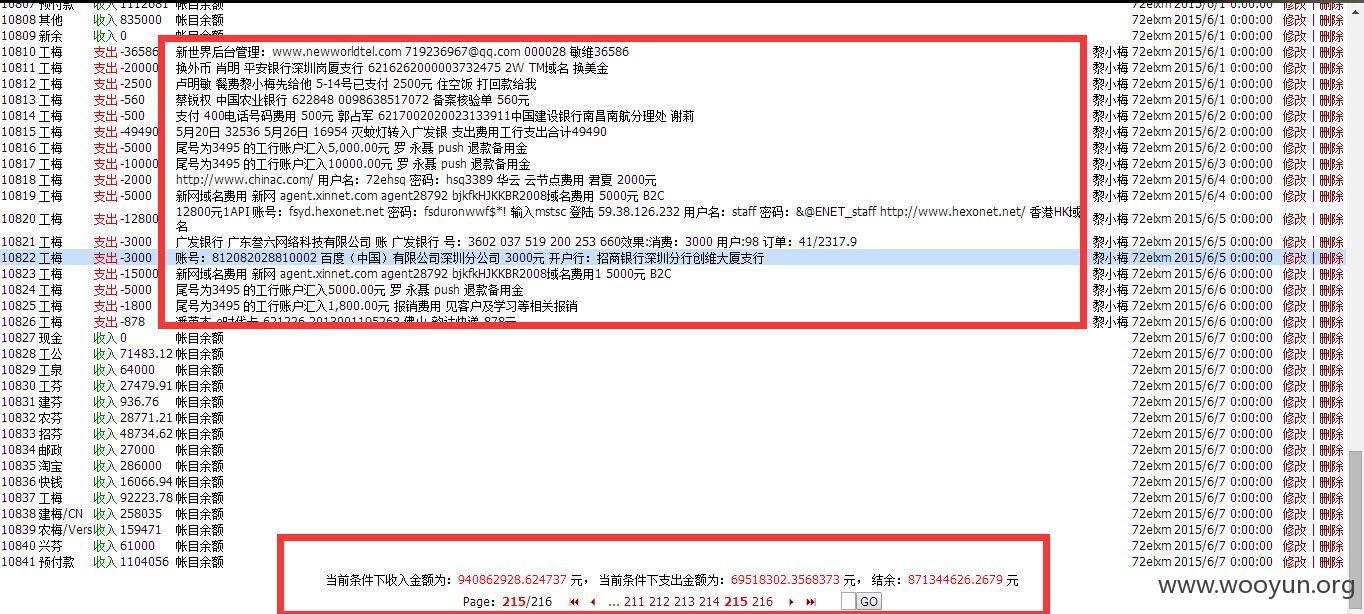 10807 预付款 收入 1112681 帐目余额 72elxm 2015/6/1 0:00:00 修改 | 删除
10808 其他 收入 835000 帐目余额 72elxm 2015/6/1 0:00:00 修改 | 删除
10809 新余 收入 0 帐目余额 72elxm 2015/6/1 0:00:00 修改 | 删除
10810 工梅 支出 -36586 新世界后台管理：www.newworldtel.com 719236967@qq.com 000028 敏维36586 黎小梅 72elxm 2015/6/1 0:00:00 修改 | 删除
10811 工梅 支出 -20000 换外币 肖明 平安银行深圳岗厦支行 6216262000003732475 2W TM域名 换美金 黎小梅 72elxm 2015/6/1 0:00:00 修改 | 删除
10812 工梅 支出 -2500 卢明敏 餐费黎小梅先给他 5-14号已支付 2500元 住空饭 打回款给我 黎小梅 72elxm 2015/6/1 0:00:00 修改 | 删除
10813 工梅 支出 -560 蔡锐权 中国农业银行 622848 0098638517072 备案核验单 560元 黎小梅 72elxm 2015/6/1 0:00:00 修改 | 删除
10814 工梅 支出 -500 支付 400电话号码费用 500元 郭占军 6217002020023133911中国建设银行南昌南航分理处 谢莉 黎小梅 72elxm 2015/6/2 0:00:00 修改 | 删除
10815 工梅 支出 -49490 5月20日 32536 5月26日 16954 灭蚊灯转入广发银 支出费用工行支出合计49490 黎小梅 72elxm 2015/6/2 0:00:00 修改 | 删除
10816 工梅 支出 -5000 尾号为3495 的工行账户汇入5,000.00元 罗 永聂 push 退款备用金 黎小梅 72elxm 2015/6/2 0:00:00 修改 | 删除
10817 工梅 支出 -10000 尾号为3495 的工行账户汇入10000.00元 罗 永聂 push 退款备用金 黎小梅 72elxm 2015/6/3 0:00:00 修改 | 删除
10818 工梅 支出 -2000 http://www.chinac.com/ 用户名：72ehsq 密码：hsq3389 华云 云节点费用 君夏 2000元 黎小梅 72elxm 2015/6/4 0:00:00 修改 | 删除
10819 工梅 支出 -5000 新网域名费用 新网 agent.xinnet.com agent28792 bjkfkHJKKBR2008域名费用 5000元 B2C 黎小梅 72elxm 2015/6/4 0:00:00 修改 | 删除
10820 工梅 支出 -12800 12800元1API 账号：fsyd.hexonet.net 密码：fsduronwwf$*! 输入mstsc 登陆 59.38.126.232 用户名：staff 密码：&@ENET_staff http://www.hexonet.net/ 香港HK域名 黎小梅 72elxm 2015/6/5 0:00:00 修改 | 删除
10821 工梅 支出 -3000 广发银行 广东叁六网络科技有限公司 账 广发银行 号：3602 037 519 200 253 660效果:消费：3000 用户:98 订单：41/2317.9 黎小梅 72elxm 2015/6/5 0:00:00 修改 | 删除
10822 工梅 支出 -3000 账号：812082028810002 百度（中国）有限公司深圳分公司 3000元 开户行：招商银行深圳分行创维大厦支行 黎小梅 72elxm 2015/6/5 0:00:00 修改 | 删除
10823 工梅 支出 -15000 新网域名费用 新网 agent.xinnet.com agent28792 bjkfkHJKKBR2008域名费用1 5000元 B2C 黎小梅 72elxm 2015/6/5 0:00:00 修改 | 删除
10824 工梅 支出 -5000 尾号为3495 的工行账户汇入5000.00元 罗 永聂 push 退款备用金 黎小梅 72elxm 2015/6/6 0:00:00 修改 | 删除
10825 工梅 支出 -1800 尾号为3495 的工行账户汇入1,800.00元 报销费用 见客户及学习等相关报销 黎小梅 72elxm 2015/6/6 0:00:00 修改 | 删除
10826 工梅 支出 -878 黎小梅 72elxm 2015/6/6 0:00:00 修改 | 删除
10827 现金 收入 0 帐目余额 72elxm 2015/6/7 0:00:00 修改 | 删除
10828 工公 收入 71483.12 帐目余额 72elxm 2015/6/7 0:00:00 修改 | 删除
10829 工泉 收入 64000 帐目余额 72elxm 2015/6/7 0:00:00 修改 | 删除
10830 工芬 收入 27479.91 帐目余额 72elxm 2015/6/7 0:00:00 修改 | 删除
10831 建芬 收入 936.76 帐目余额 72elxm 2015/6/7 0:00:00 修改 | 删除
10832 农芬 收入 28771.21 帐目余额 72elxm 2015/6/7 0:00:00 修改 | 删除
10833 招芬 收入 48734.62 帐目余额 72elxm 2015/6/7 0:00:00 修改 | 删除
10834 邮政 收入 27000 帐目余额 72elxm 2015/6/7 0:00:00 修改 | 删除
10835 淘宝 收入 286000 帐目余额 72elxm 2015/6/7 0:00:00 修改 | 删除
10836 快钱 收入 16066.94 帐目余额 72elxm 2015/6/7 0:00:00 修改 | 删除
10837 工梅 收入 92223.78 帐目余额 72elxm 2015/6/7 0:00:00 修改 | 删除
10838 建梅/CN 收入 258035 帐目余额 72elxm 2015/6/7 0:00:00 修改 | 删除
10839 农梅/Vers 收入 159471 帐目余额 72elxm 2015/6/7 0:00:00 修改 | 删除
10840 兴芬 收入 61000 帐目余额 72elxm 2015/6/7 0:00:00 修改 | 删除
10841 预付款 收入 1104056 帐目余额 72elxm 2015/6/7 0:00:00 修改 | 删除
当前条件下收入金额为：940862928.624737 元， 当前条件下支出金额为：69518302.3568373 元， 结余：871344626.2679 元
Page：215/216 ... 211 212 213 214 215 216 GO
www.wooyun.org